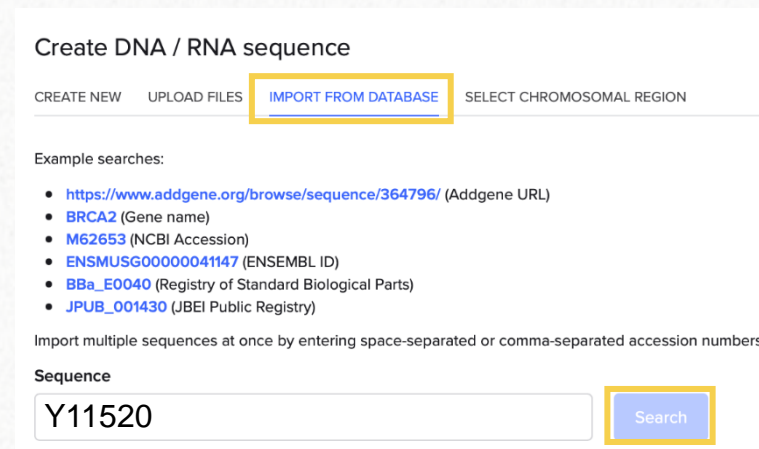 Create DNA / RNA sequence
CREATE NEW UPLOAD FILES IMPORT FROM DATABASE SELECT CHROMOSOMAL REGION
Example searches:
• https://www.addgene.org/browse/sequence/364796/ (Addgene URL)
• BRCA2 (Gene name)
• M62653 (NCBI Accession)
• ENSMUSG00000041147 (ENSEMBL ID)
• BBa_E0040 (Registry of Standard Biological Parts)
• JPUB_001430 (JBEI Public Registry)
Import multiple sequences at once by entering space-separated or comma-separated accession numbers
Sequence
Y11520 Search